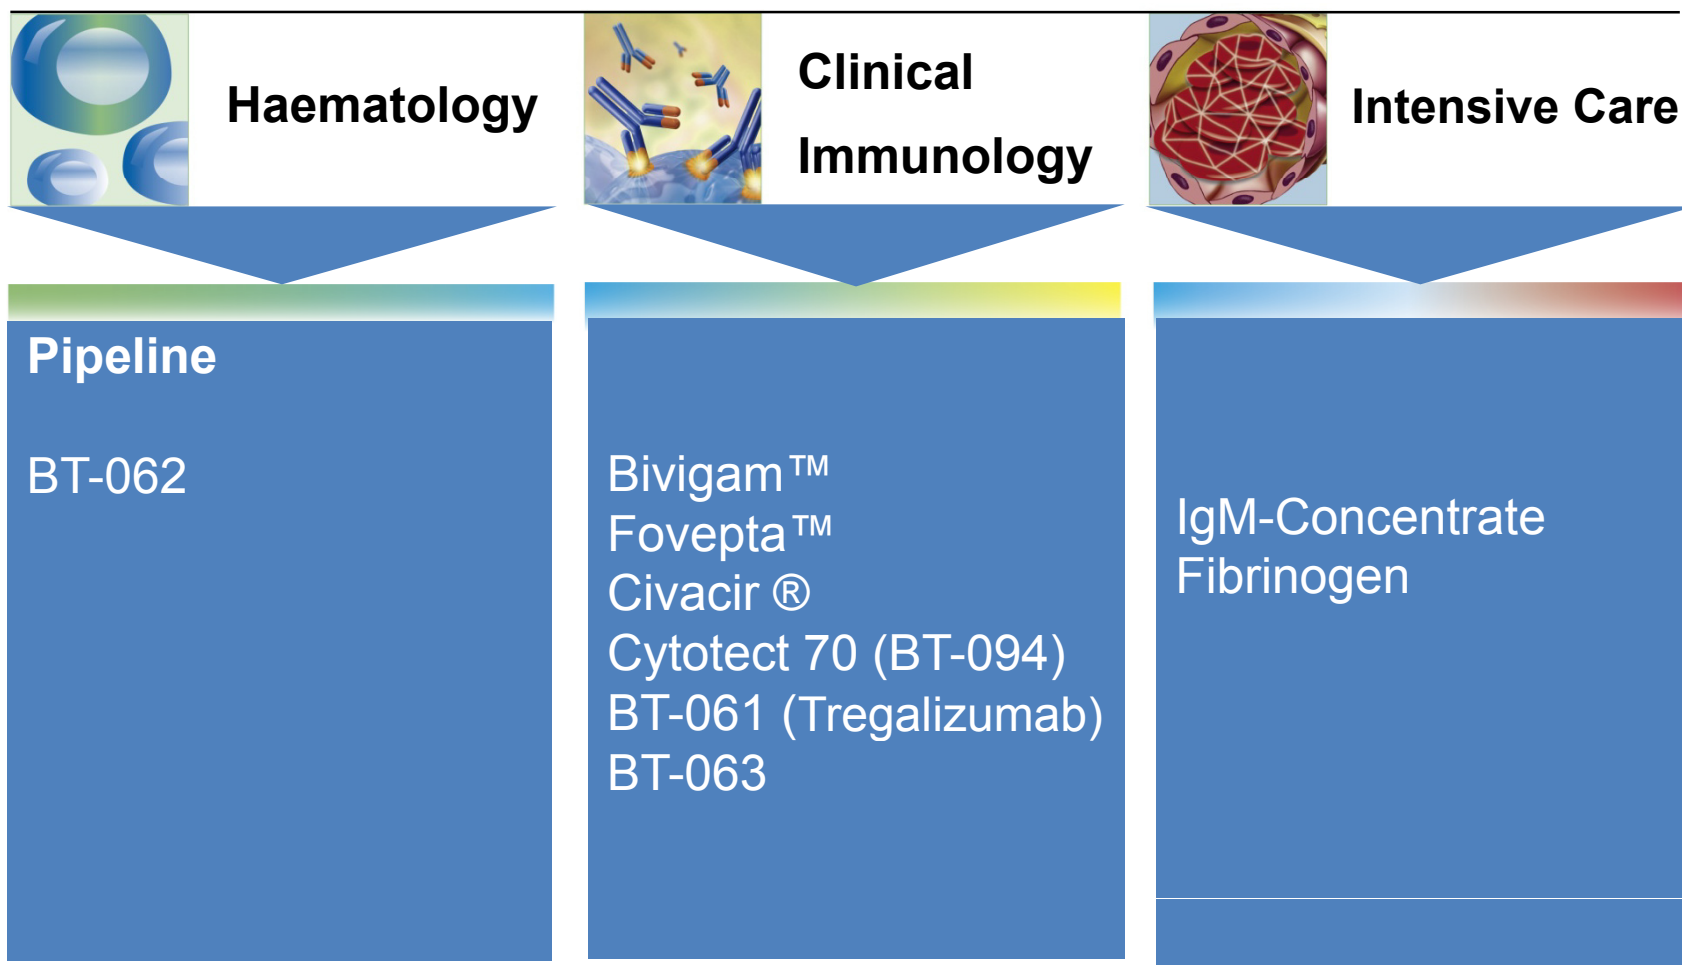 Haematology
Clinical
Immunology
Intensive Care
Pipeline
BT-062
Bivigam™
Fovepta™
Civacir ®
Cytotect 70 (BT-094)
BT-061 (Tregalizumab)
BT-063
IgM-Concentrate
Fibrinogen